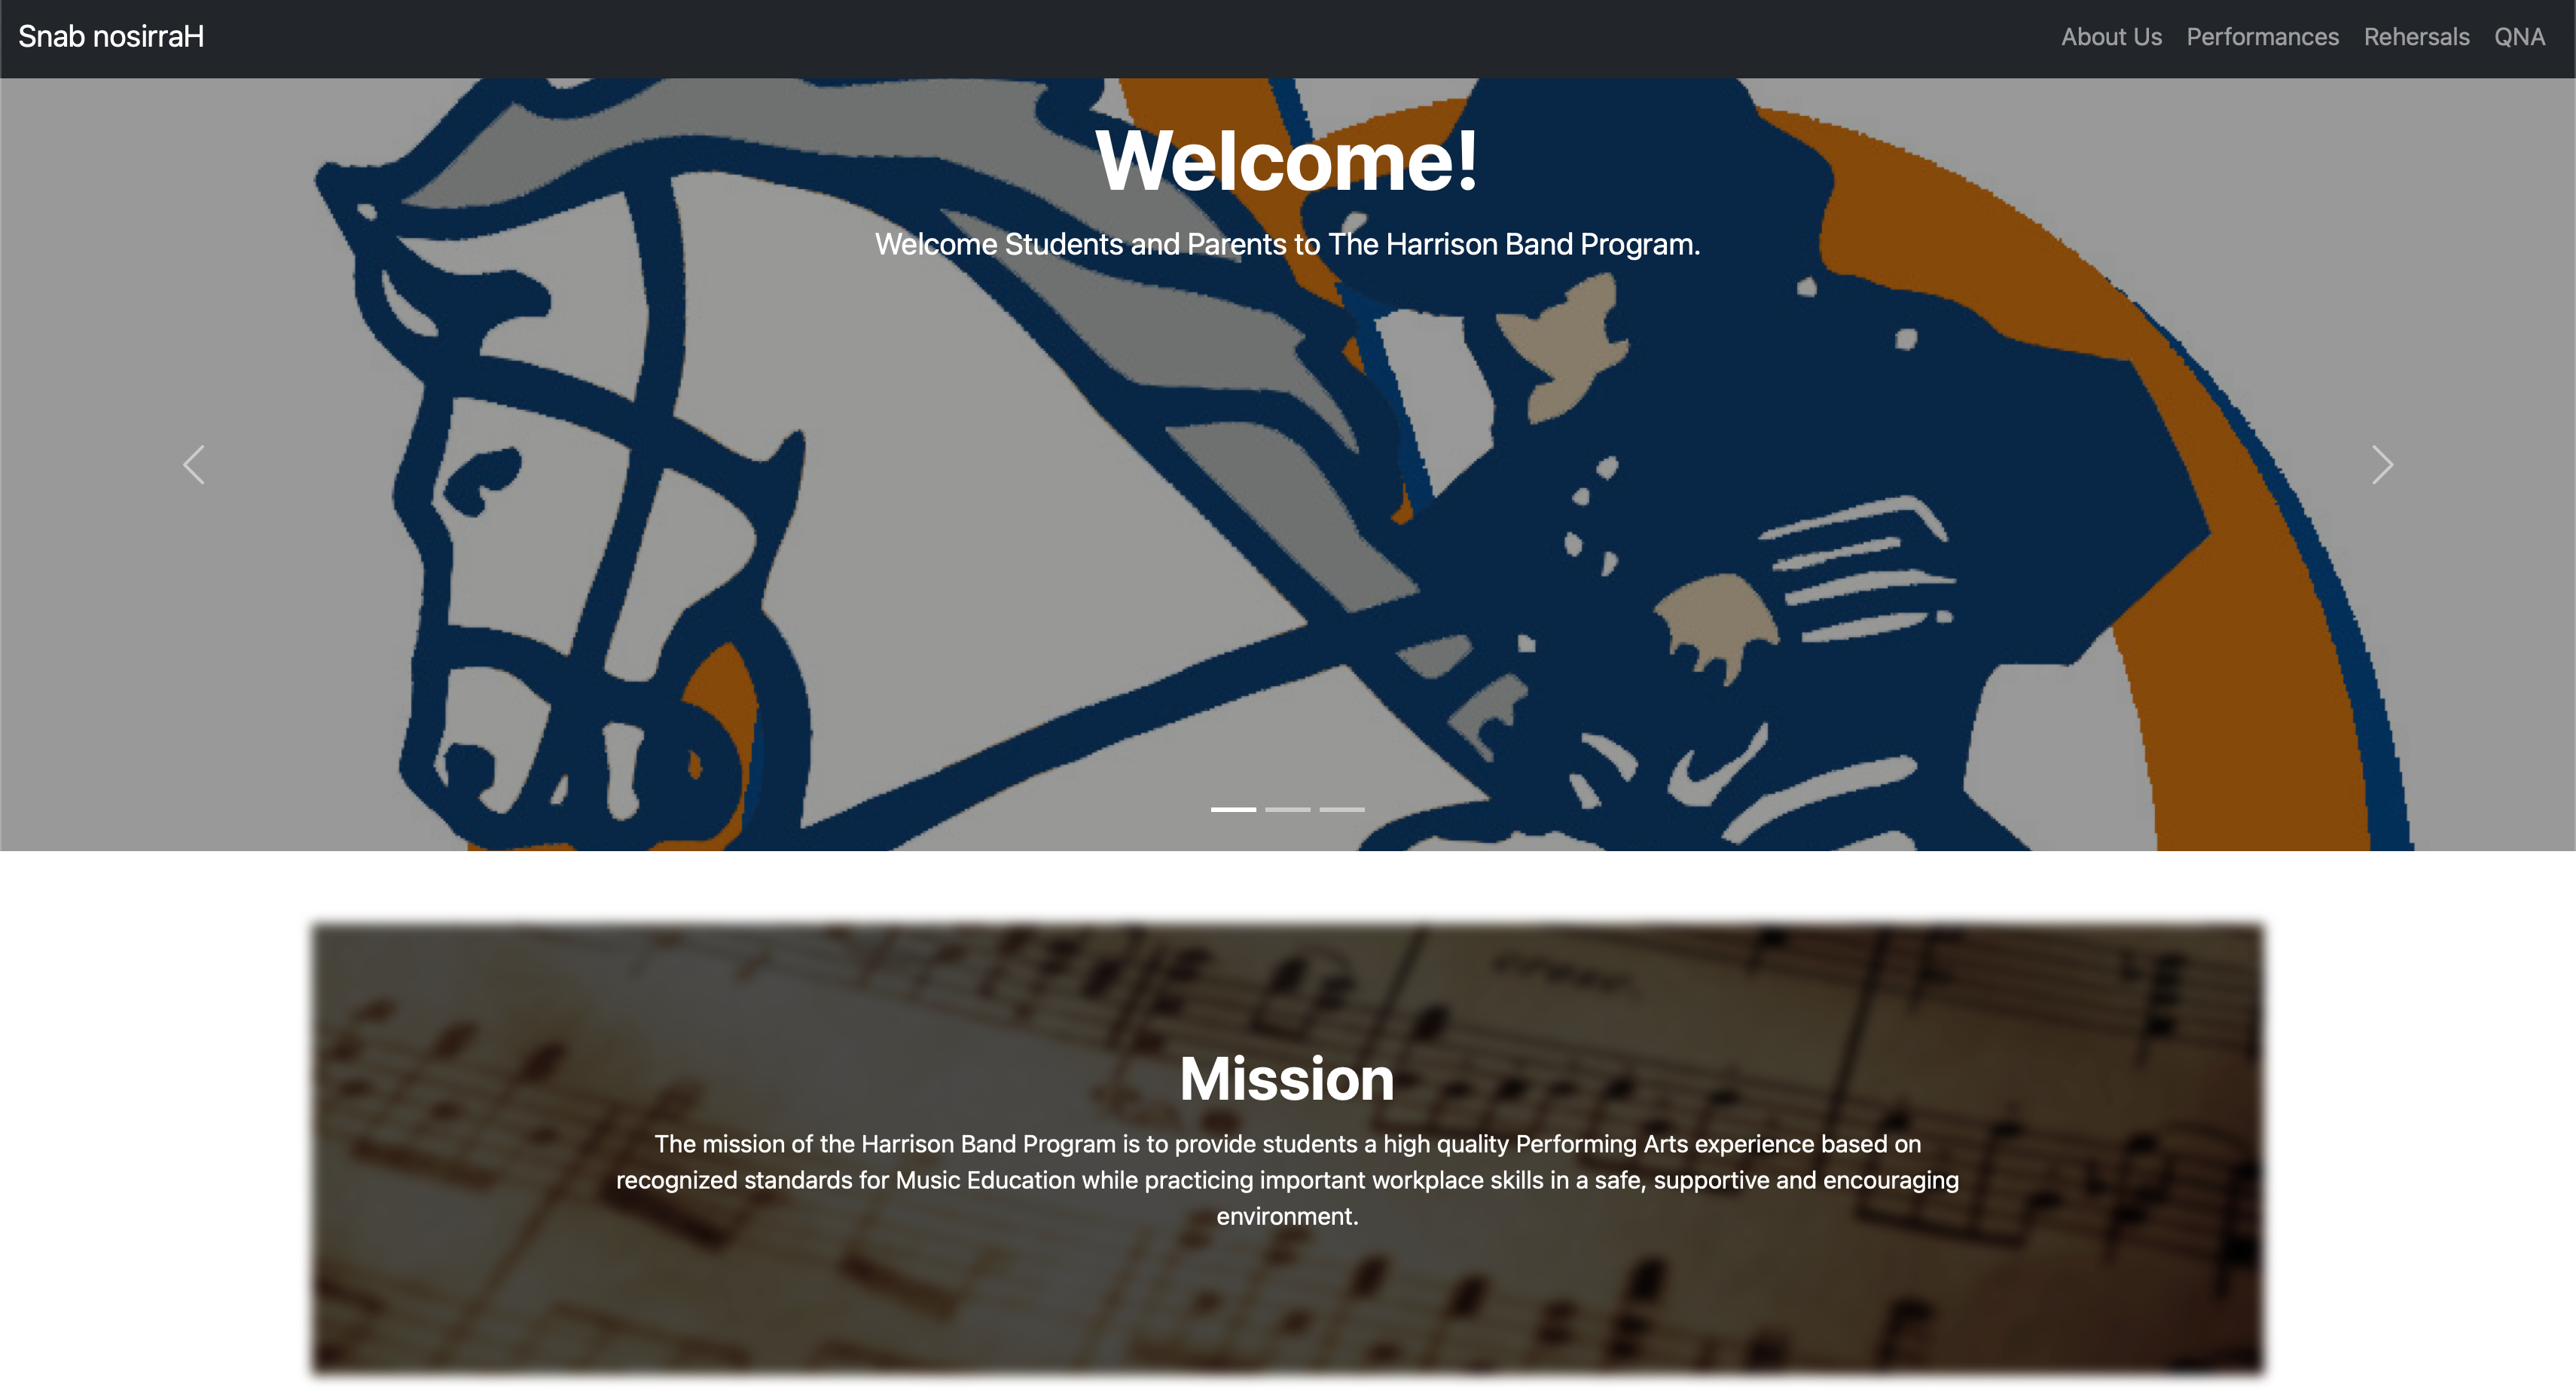 Snab nosirraH
About Us Performances Rehersals QNA
Welcome!
Welcome Students and Parents to The Harrison Band Program.
cresc.
Mission
The mission of the Harrison Band Program is to provide students a high quality Performing Arts experience based on
recognized standards for Music Education while practicing important workplace skills in a safe, supportive and encouraging
environment.